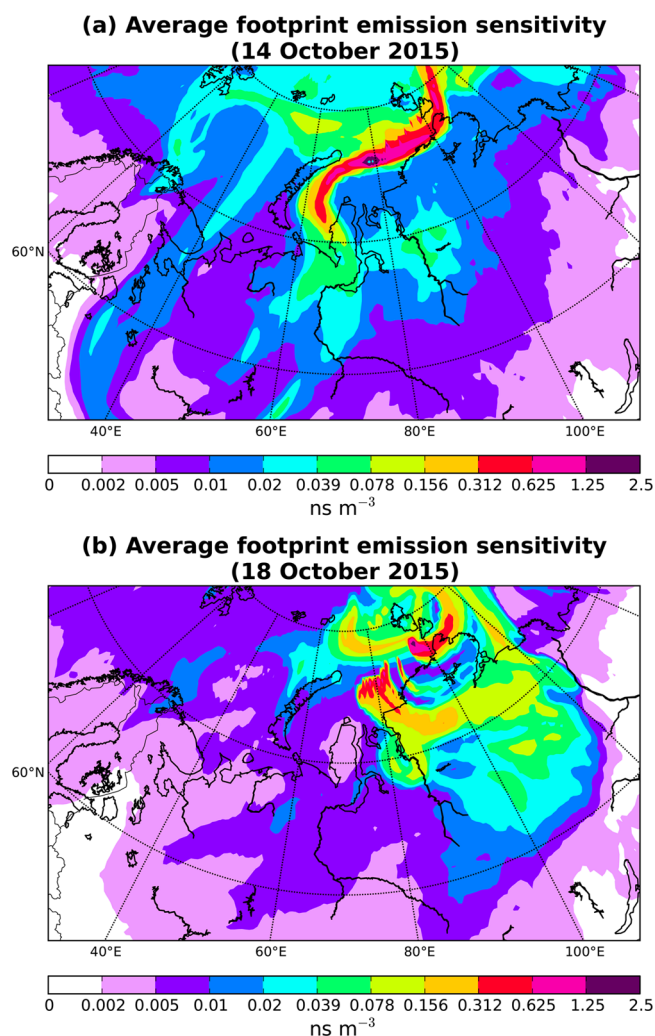 (a) Average footprint emission sensitivity
(14 October 2015)
60°N
40°E 60°E 80°E 100°E
0 0.002 0.005 0.01 0.02 0.039 0.078 0.156 0.312 0.625 1.25 2.5
ns m⁻³
(b) Average footprint emission sensitivity
(18 October 2015)
60°N
40°E 60°E 80°E 100°E
0 0.002 0.005 0.01 0.02 0.039 0.078 0.156 0.312 0.625 1.25 2.5
ns m⁻³